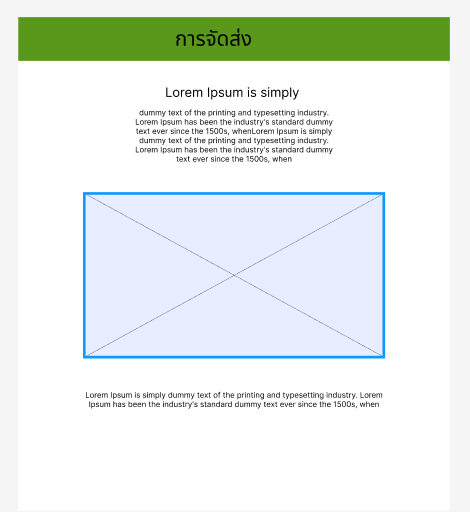 การจัดส่ง
Lorem Ipsum is simply
dummy text of the printing and typesetting industry.
Lorem Ipsum has been the industry's standard dummy
text ever since the 1500s, whenLorem Ipsum is simply
dummy text of the printing and typesetting industry.
Lorem Ipsum has been the industry's standard dummy
text ever since the 1500s, when
Lorem Ipsum is simply dummy text of the printing and typesetting industry. Lorem
Ipsum has been the industry's standard dummy text ever since the 1500s, when